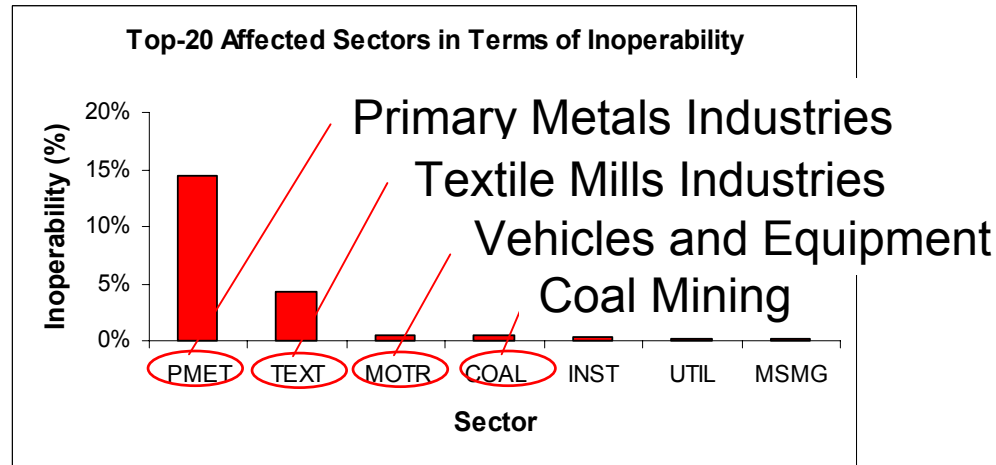 Top-20 Affected Sectors in Terms of Inoperability
20%
15%
10%
5%
0%
Inoperability (%)
Primary Metals Industries
Textile Mills Industries
Vehicles and Equipment
Coal Mining
PMET TEXT MOTR COAL INST UTIL MSMG
Sector